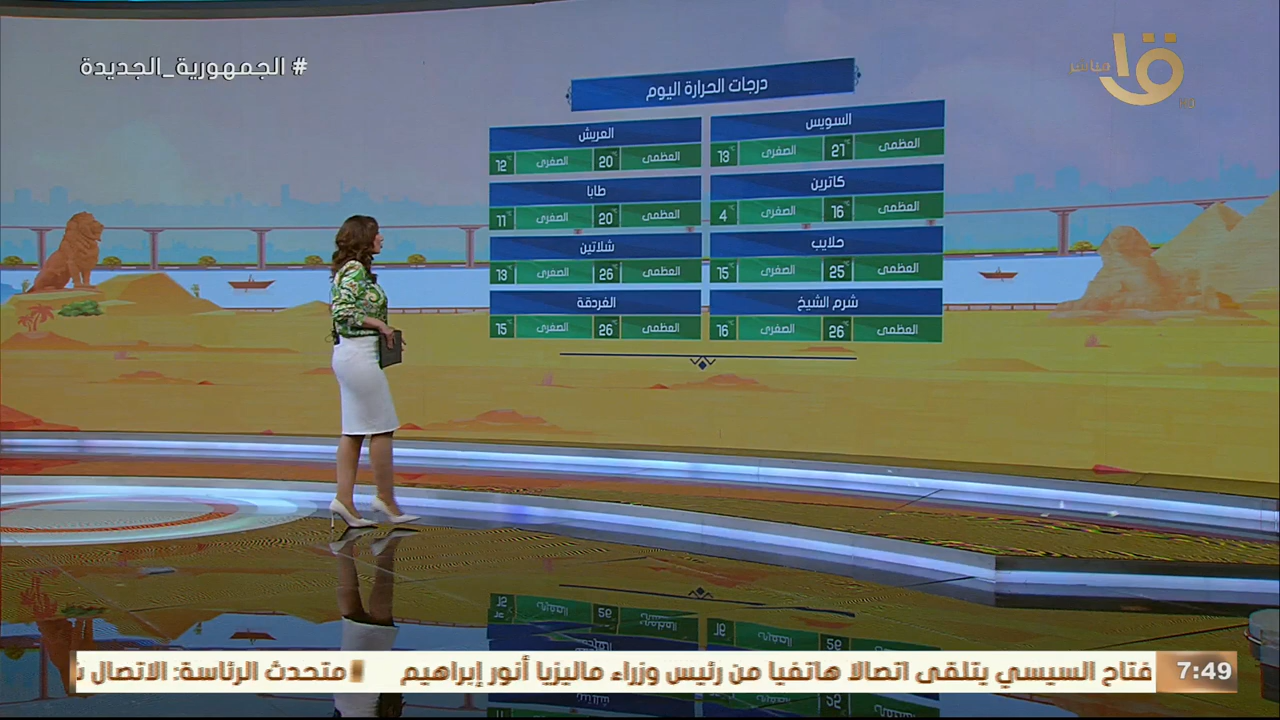 # الجمهورية_الجديدة
مباشر
درجات الحرارة اليوم
السويس
العظمى 21°C الصغرى 13°C
العريش
العظمى 20°C الصغرى 12°C
كاترين
العظمى 16°C الصغرى 4°C
طابا
العظمى 20°C الصغرى 11°C
حلايب
العظمى 25°C الصغرى 15°C
شلاتين
العظمى 26°C الصغرى 13°C
شرم الشيخ
العظمى 26°C الصغرى 16°C
الغردقة
العظمى 26°C الصغرى 15°C
7:49 فتاح السيسي يتلقى اتصالا هاتفيا من رئيس وزراء ماليزيا أنور إبراهيم متحدث الرئاسة: الاتصال